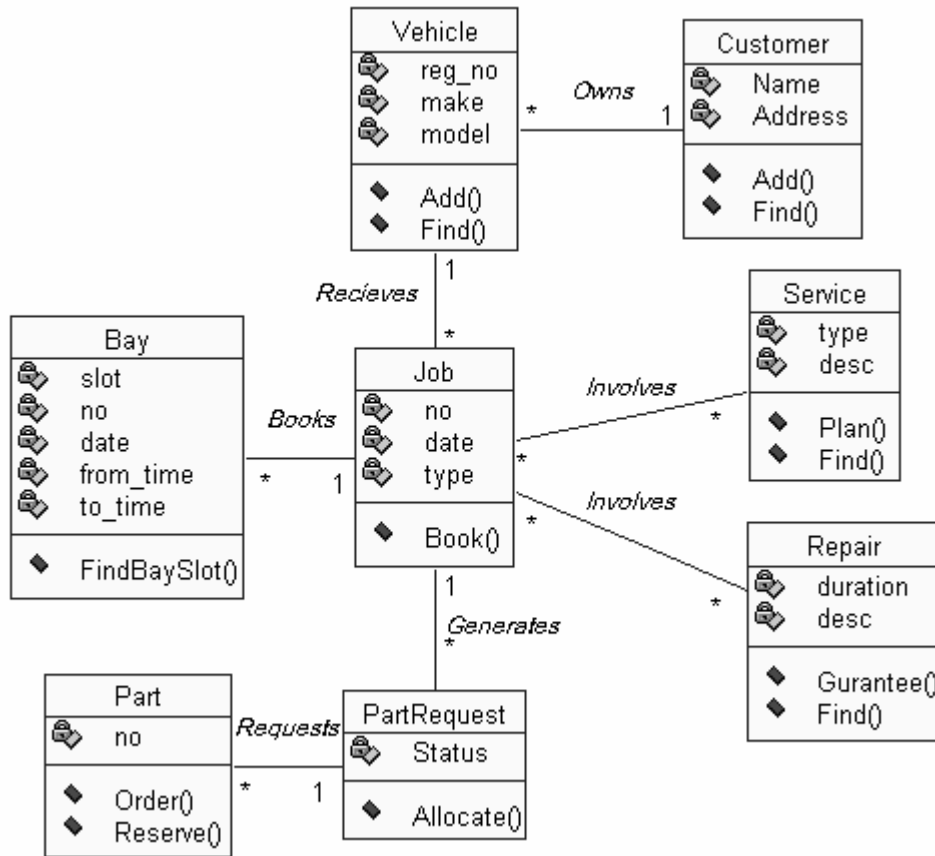 Vehicle
reg_no
make
model
Add()
Find()
Customer
Name
Address
Add()
Find()
Owns
*
1
1
Recieves
*
Bay
slot
no
date
from_time
to_time
FindBaySlot()
Books
*
1
Job
no
date
type
Book()
Service
type
desc
Plan()
Find()
Involves
*
*
Involves
*
*
Repair
duration
desc
Gurantee()
Find()
1
Generates
*
Part
no
Order()
Reserve()
Requests
*
1
PartRequest
Status
Allocate()